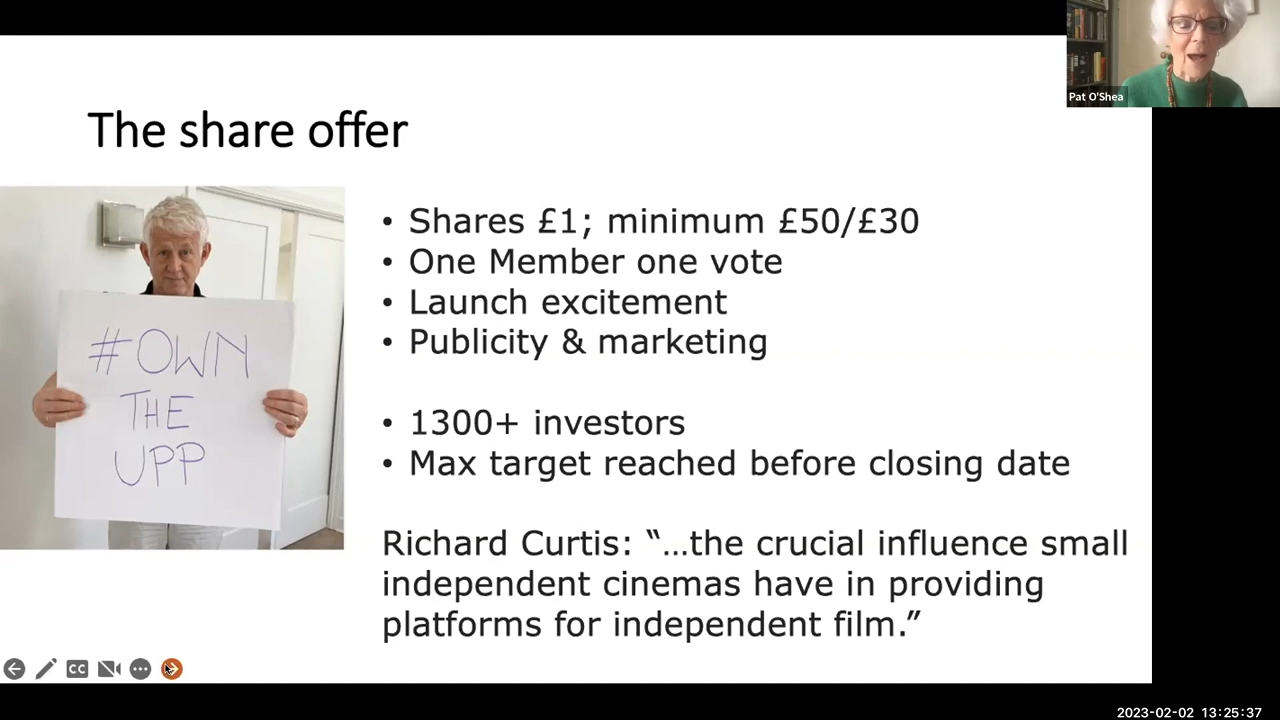 Pat O'Shea
The share offer
#OWN
THE
UPP
• Shares £1; minimum £50/£30
• One Member one vote
• Launch excitement
• Publicity & marketing
• 1300+ investors
• Max target reached before closing date
Richard Curtis: “…the crucial influence small
independent cinemas have in providing
platforms for independent film.”
CC
2023-02-02 13:25:37